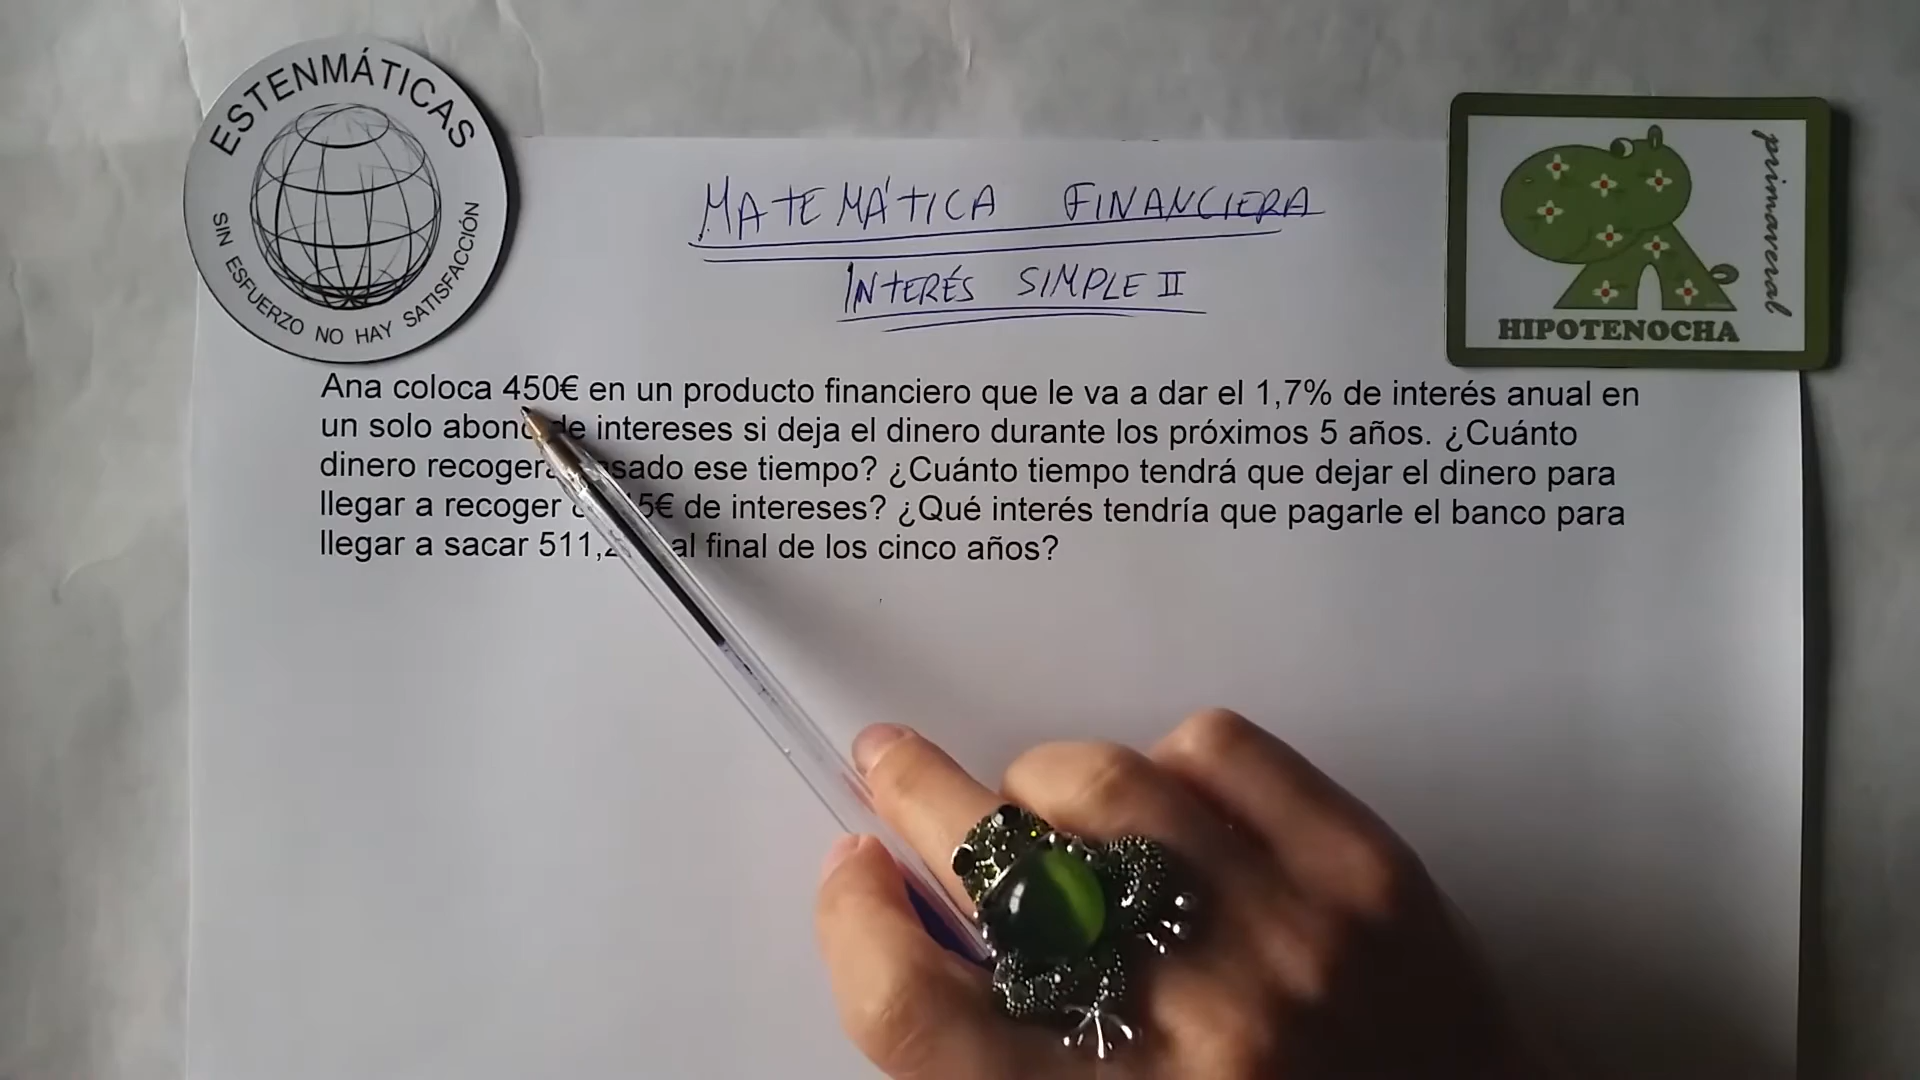 ESTENMÁTICAS
SIN ESFUERZO NO HAY SATISFACCIÓN
MATEMÁTICA FINANCIERA
INTERÉS SIMPLE II
primaveral
HIPOTENOCHA
Ana coloca 450€ en un producto financiero que le va a dar el 1,7% de interés anual en
un solo abono de intereses si deja el dinero durante los próximos 5 años. ¿Cuánto
dinero recogerá ese tiempo? ¿Cuánto tiempo tendrá que dejar el dinero para
llegar a recoger de intereses? ¿Qué interés tendría que pagarle el banco para
llegar a sacar al final de los cinco años?